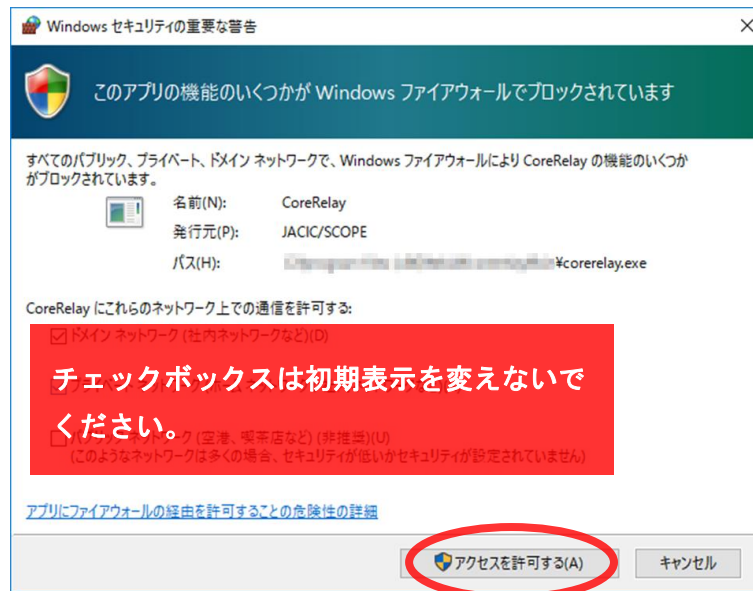 Windows セキュリティの重要な警告
このアプリの機能のいくつかが Windows ファイアウォールでブロックされています
すべてのパブリック、プライベート、ドメイン ネットワークで、Windows ファイアウォールにより CoreRelay の機能のいくつか
がブロックされています。
名前(N): CoreRelay
発行元(P): JACIC/SCOPE
パス(H): ¥corerelay.exe
CoreRelay にこれらのネットワーク上での通信を許可する:
ドメイン ネットワーク (社内ネットワークなど)(D)
チェックボックスは初期表示を変えないで
ください。
パブリック ネットワーク (空港、喫茶店など) (非推奨)(U)
(このようなネットワークは多くの場合、セキュリティが低いかセキュリティが設定されていません)
アプリにファイアウォールの経由を許可することの危険性の詳細
アクセスを許可する(A) キャンセル